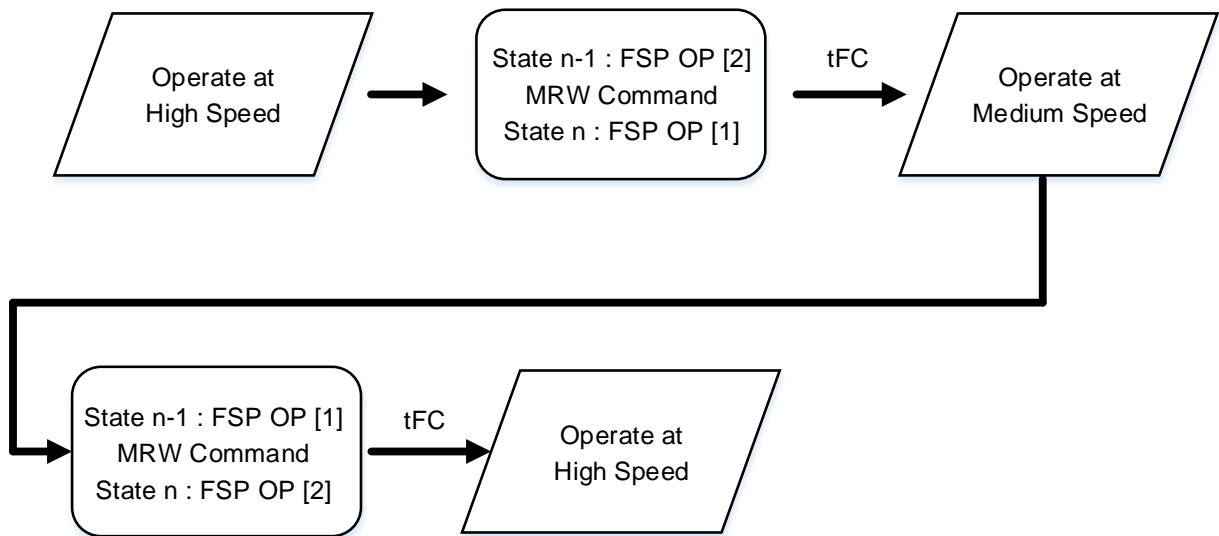 Operate at
High Speed
State n-1 : FSP OP [2]
MRW Command
State n : FSP OP [1]
tFC
Operate at
Medium Speed
State n-1 : FSP OP [1]
MRW Command
State n : FSP OP [2]
tFC
Operate at
High Speed